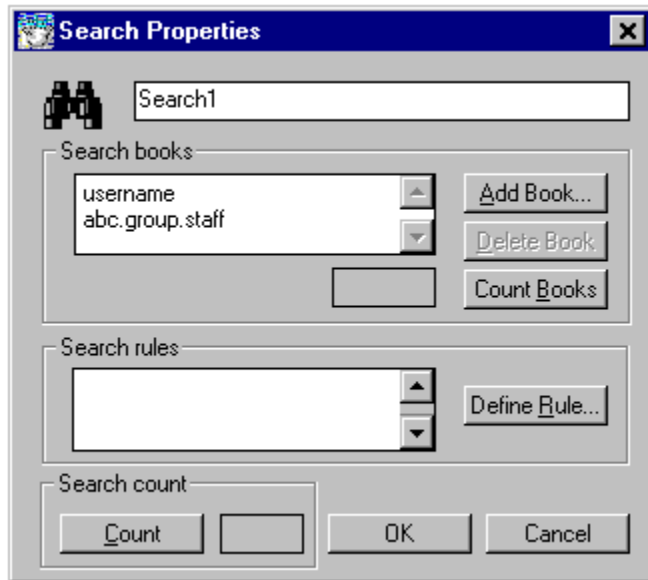 Search Properties
Search1
Search books
username
abc.group.staff
Add Book...
Delete Book
Count Books
Search rules
Define Rule...
Search count
Count
OK
Cancel